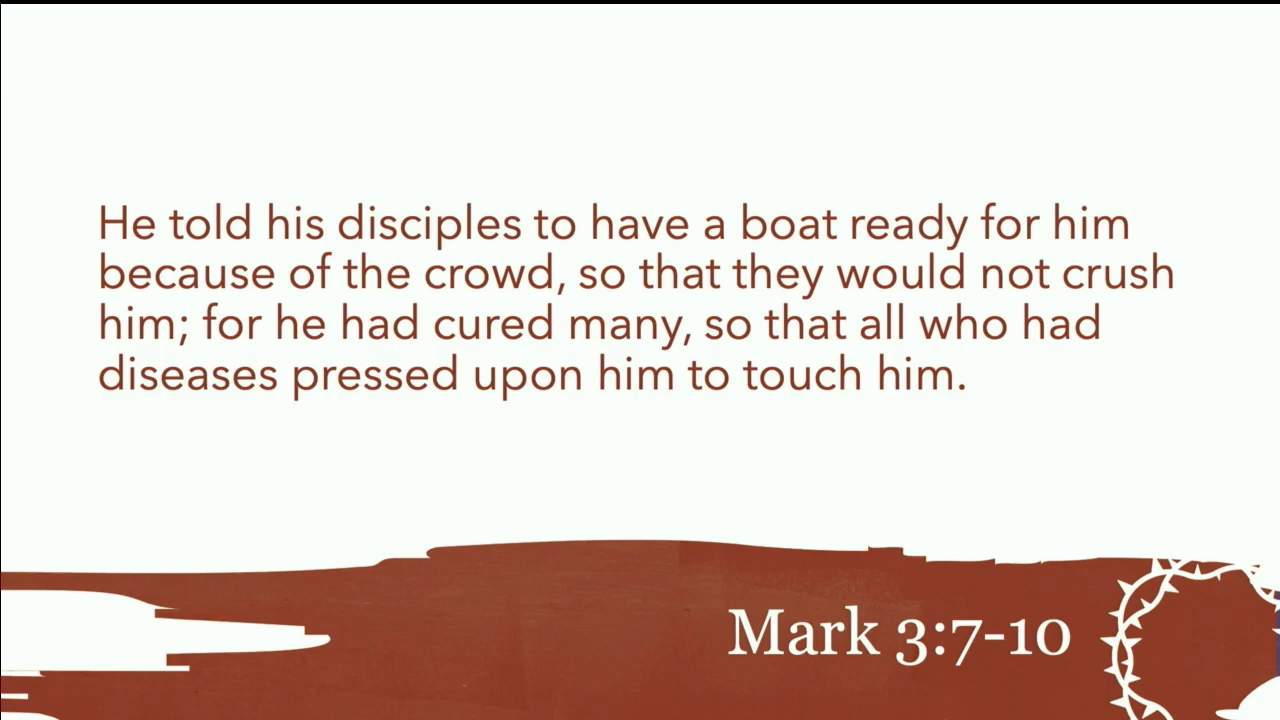 He told his disciples to have a boat ready for him
because of the crowd, so that they would not crush
him; for he had cured many, so that all who had
diseases pressed upon him to touch him.
Mark 3:7-10